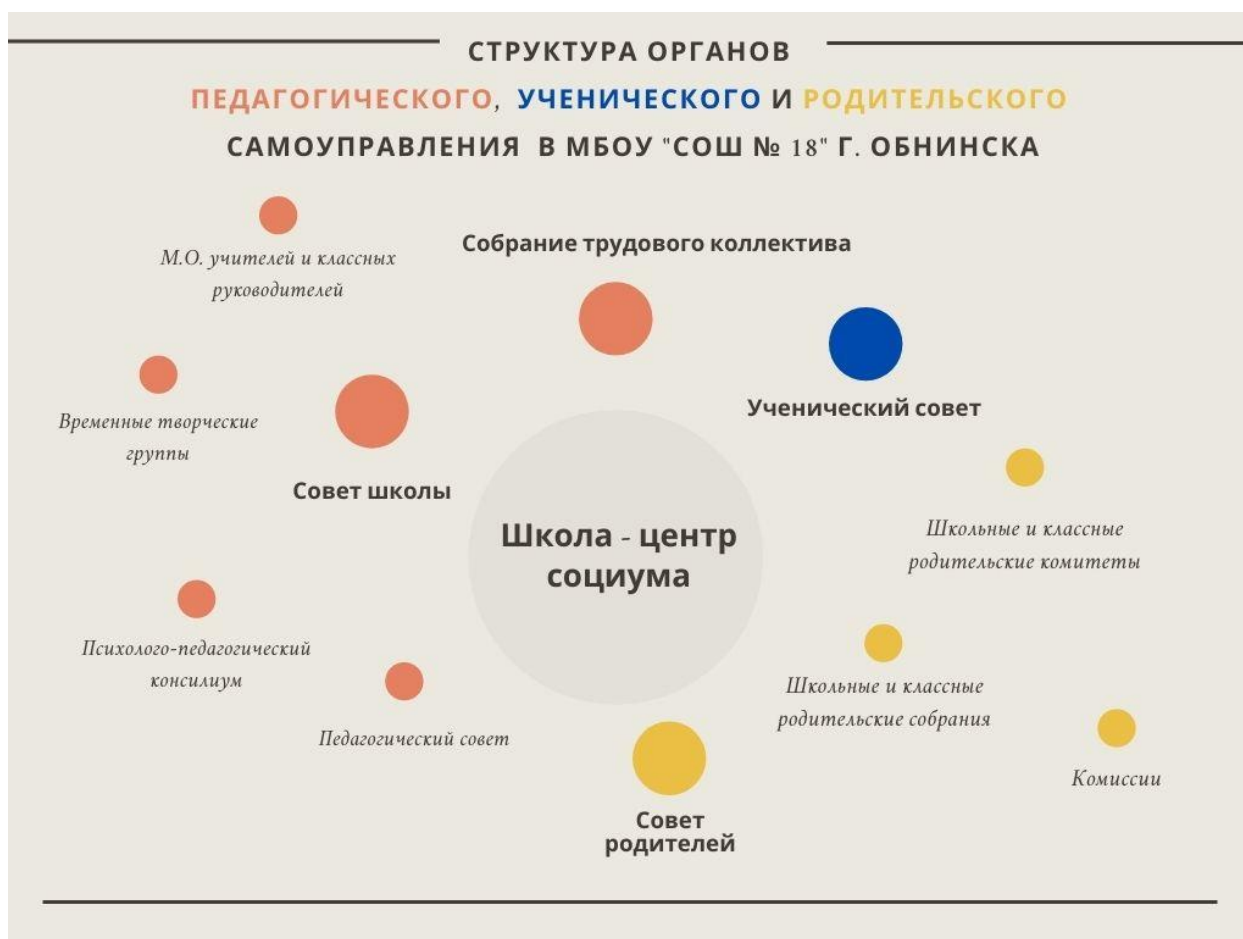 СТРУКТУРА ОРГАНОВ
ПЕДАГОГИЧЕСКОГО, УЧЕНИЧЕСКОГО И РОДИТЕЛЬСКОГО
САМОУПРАВЛЕНИЯ В МБОУ "СОШ № 18" Г. ОБНИНСКА
М.О. учителей и классных
руководителей
Собрание трудового коллектива
Временные творческие
группы
Ученический совет
Совет школы
Школа - центр
социума
Школьные и классные
родительские комитеты
Психолого-педагогический
консилиум
Школьные и классные
родительские собрания
Педагогический совет
Комиссии
Совет
родителей